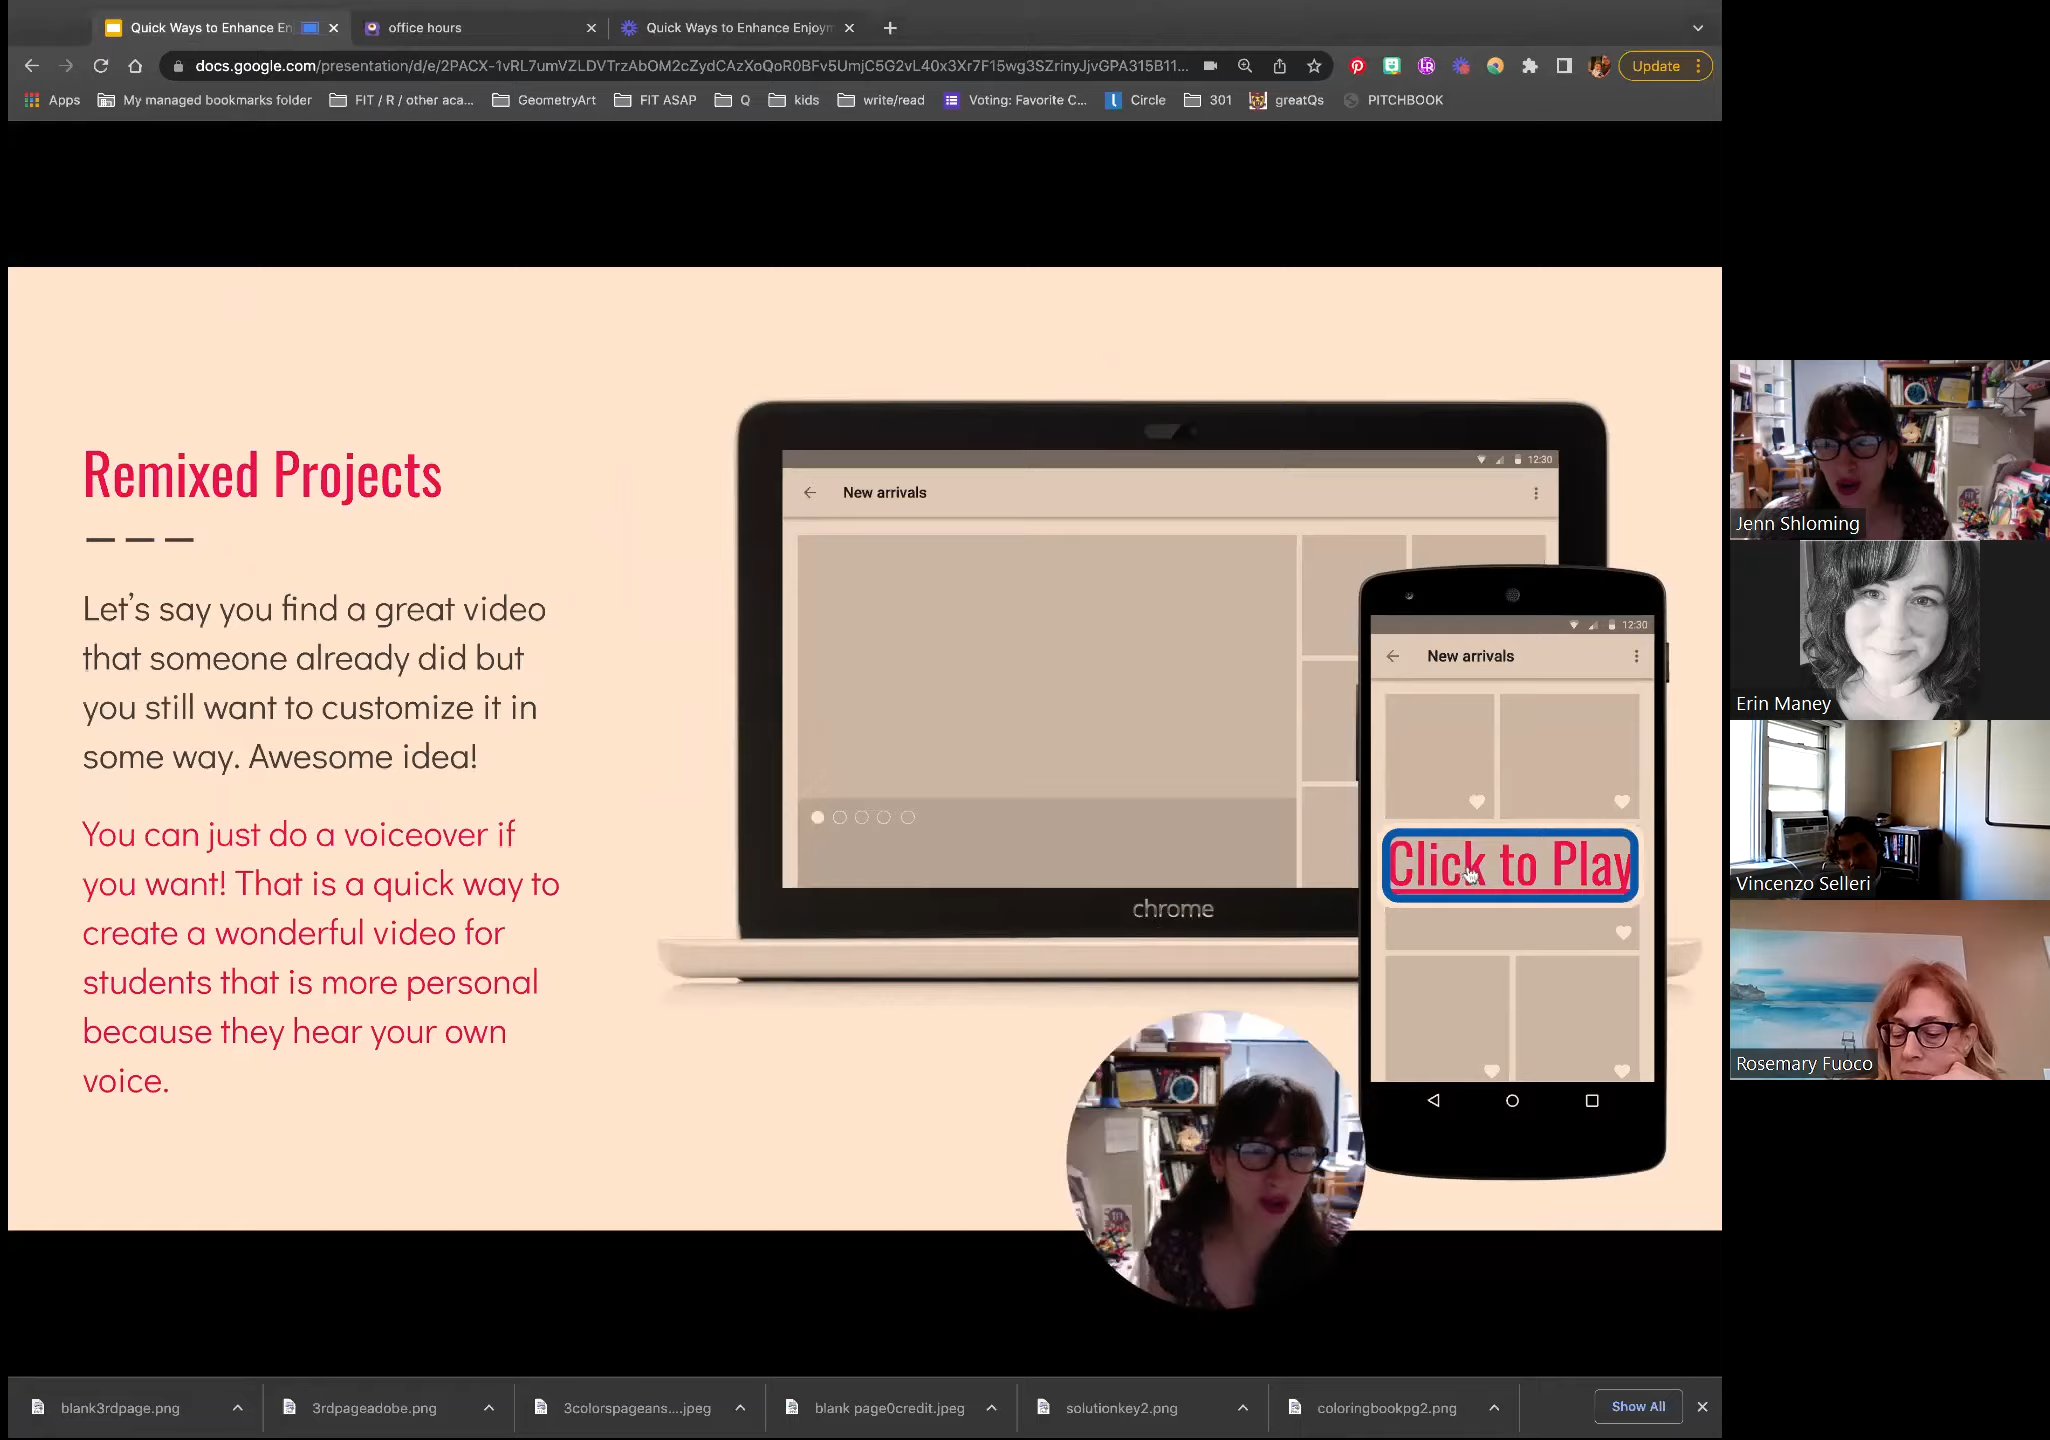 Quick Ways to Enhance En
office hours
Quick Ways to Enhance Enjoym
docs.google.com/presentation/d/e/2PACX-1vRL7umVZLDVTrzAbOM2cZydCAzXoQoR0BFv5UmjC5G2vL40x3Xr7F15wg3SZrinyJjvGPA315B11...
Update
Apps
My managed bookmarks folder
FIT / R / other aca...
GeometryArt
FIT ASAP
Q
kids
write/read
Voting: Favorite C...
Circle
301
greatQs
PITCHBOOK
Remixed Projects
Let's say you find a great video
that someone already did but
you still want to customize it in
some way. Awesome idea!
You can just do a voiceover if
you want! That is a quick way to
create a wonderful video for
students that is more personal
because they hear your own
voice.
12:30
New arrivals
chrome
12:30
New arrivals
Click to Play
Jenn Shloming
Erin Maney
Vincenzo Selleri
Rosemary Fuoco
blank3rdpage.png
3rdpageadobe.png
3colorspageans....jpeg
blank page0credit.jpeg
solutionkey2.png
coloringbookpg2.png
Show All